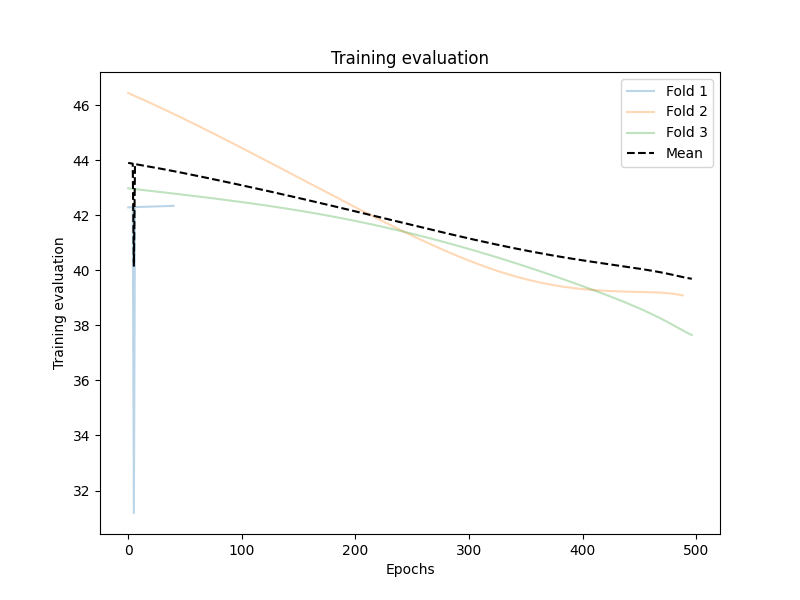 Training evaluation
Fold 1
Fold 2
Fold 3
Mean
Training evaluation
46
44
42
40
38
36
34
32
0
100
200
300
400
500
Epochs